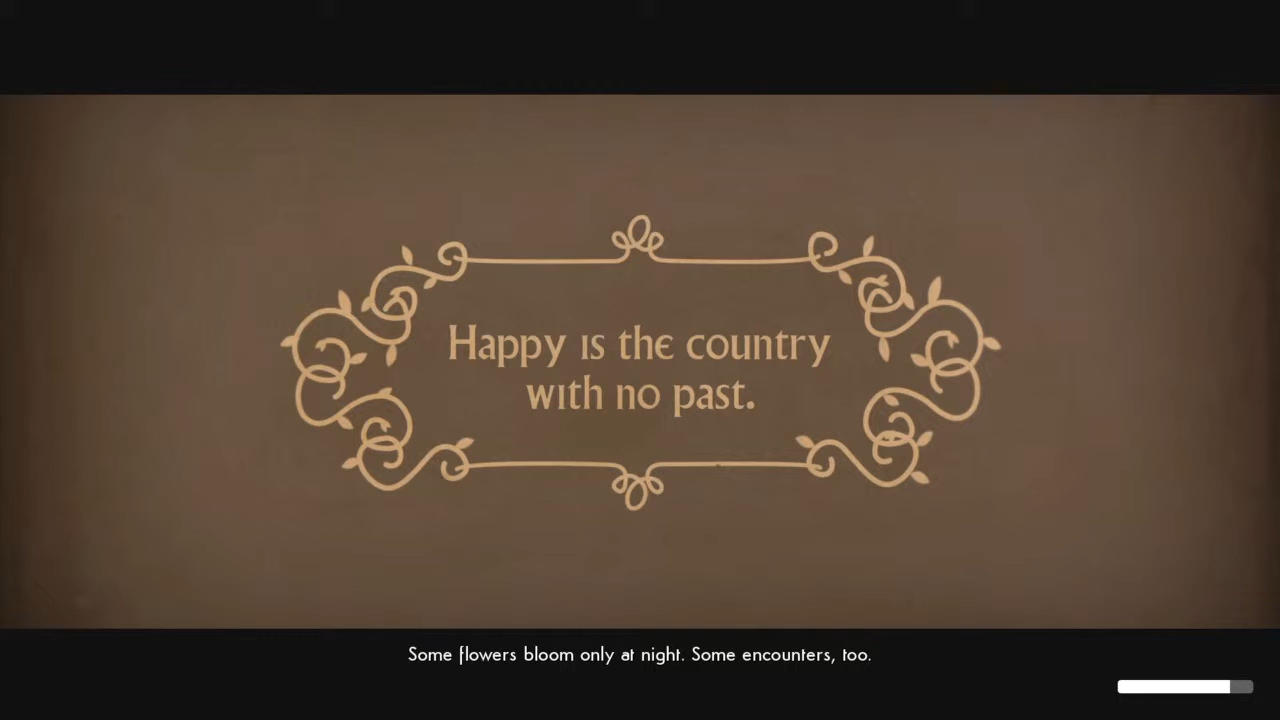 Happy is the country
with no past.
Some flowers bloom only at night. Some encounters, too.